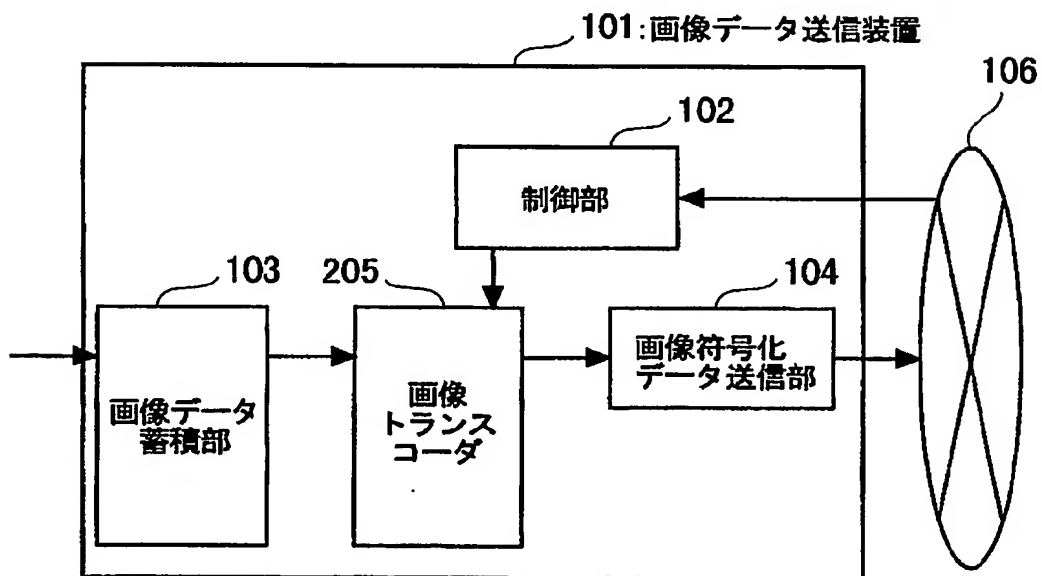 101:画像データ送信装置
106
102
制御部
103
205
104
画像データ
蓄積部
画像
トランス
コーダ
画像符号化
データ送信部